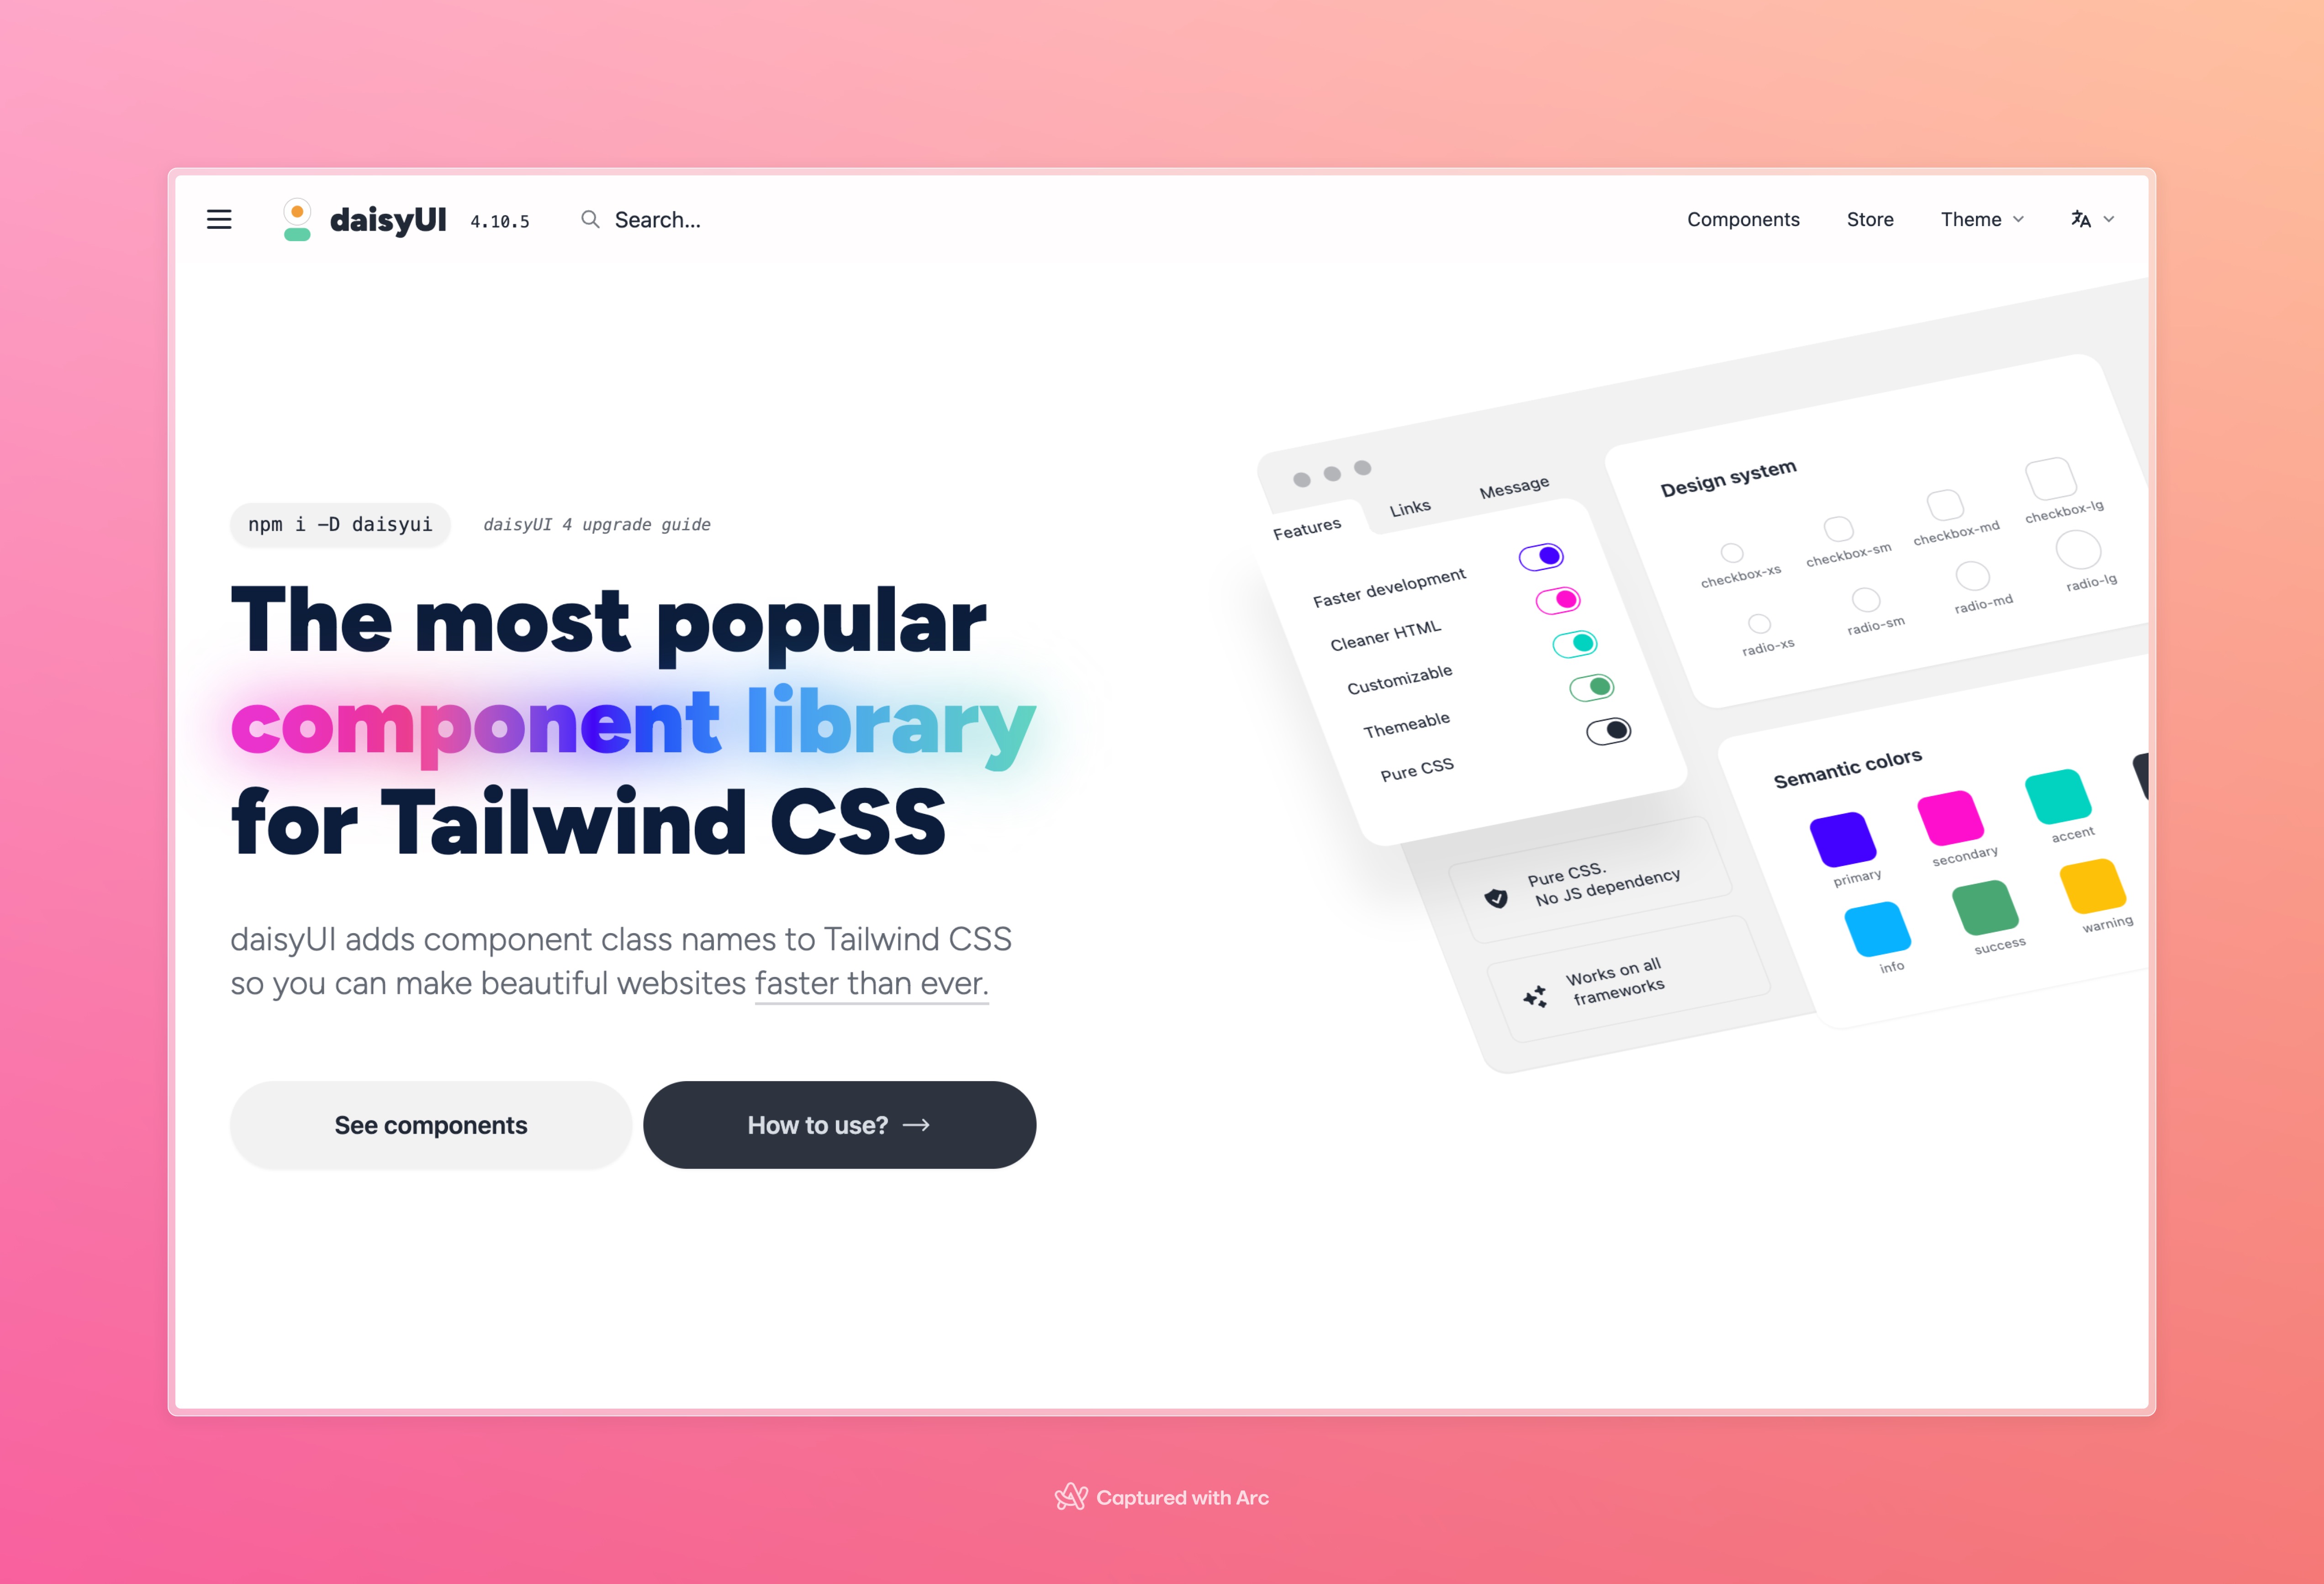 daisyUI 4.10.5 Search...
Components Store Theme
npm i -D daisyui daisyUI 4 upgrade guide
The most popular
component library
for Tailwind CSS
daisyUI adds component class names to Tailwind CSS
so you can make beautiful websites faster than ever.
See components
How to use? →
Features Links Message
Faster development
Cleaner HTML
Customizable
Themeable
Pure CSS
Pure CSS.
No JS dependency
Works on all
frameworks
Design system
checkbox-xs checkbox-sm checkbox-md checkbox-lg
radio-xs radio-sm radio-md radio-lg
Semantic colors
primary secondary accent
info success warning
Captured with Arc